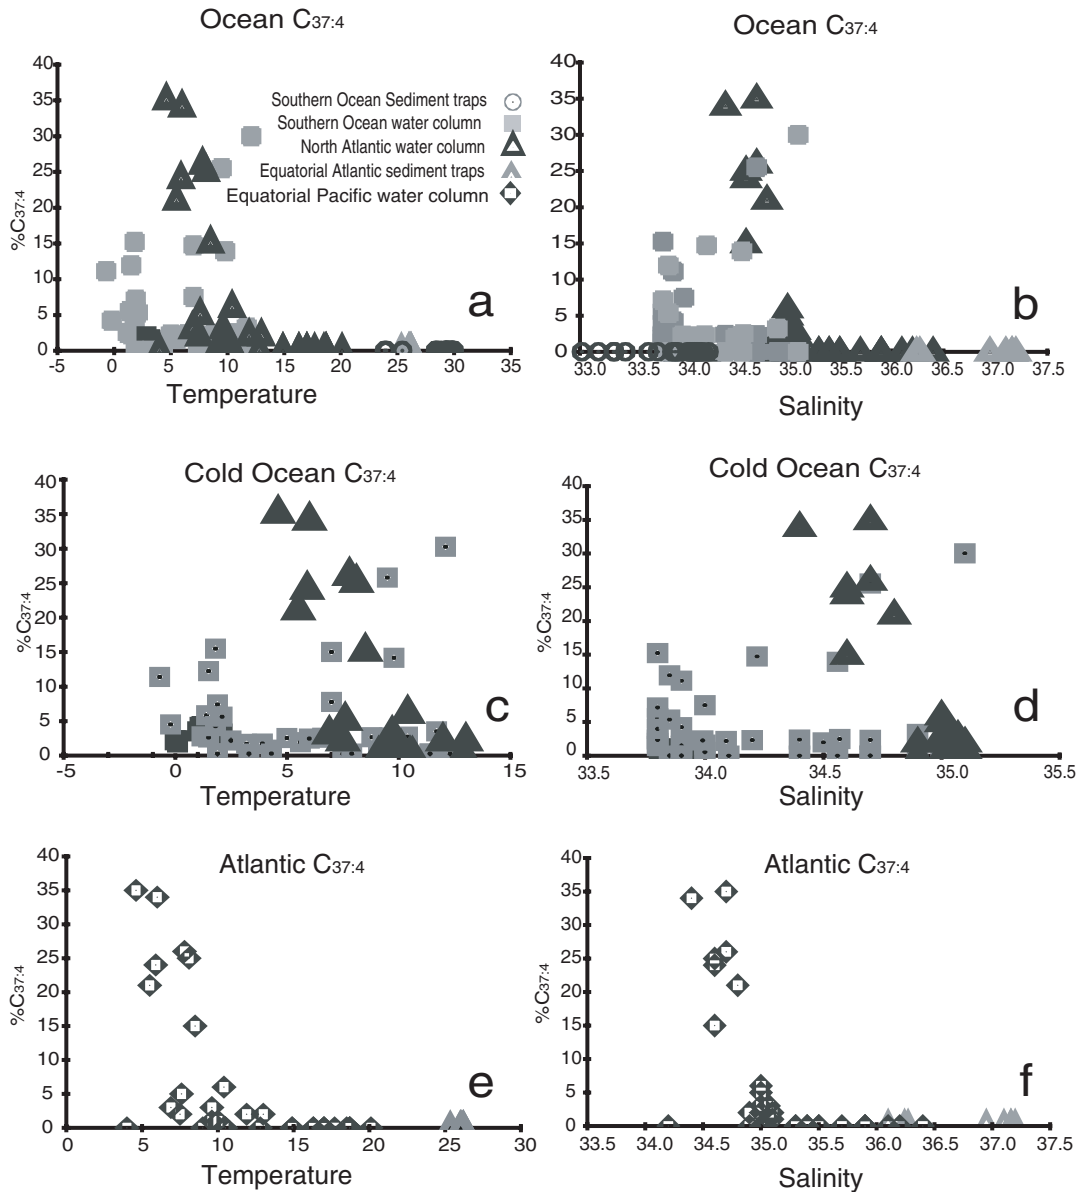 Ocean C37:4
40
35
30
25
20
15
10
5
0
%C37:4
-5 0 5 10 15 20 25 30 35
Temperature
Southern Ocean Sediment traps
Southern Ocean water column
North Atlantic water column
Equatorial Atlantic sediment traps
Equatorial Pacific water column
a
Ocean C37:4
40
35
30
25
20
15
10
5
0
33.0 33.5 34.0 34.5 35.0 35.5 36.0 36.5 37.0 37.5
Salinity
b
Cold Ocean C37:4
40
35
30
25
20
15
10
5
0
%C37:4
-5 0 5 10 15
Temperature
c
Cold Ocean C37:4
40
35
30
25
20
15
10
5
0
%C37:4
33.5 34.0 34.5 35.0 35.5
Salinity
d
Atlantic C37:4
40
35
30
25
20
15
10
5
0
%C37:4
0 5 10 15 20 25 30
Temperature
e
Atlantic C37:4
40
35
30
25
20
15
10
5
0
%C37:4
33.5 34.0 34.5 35.0 35.5 36.0 36.5 37.0 37.5
Salinity
f